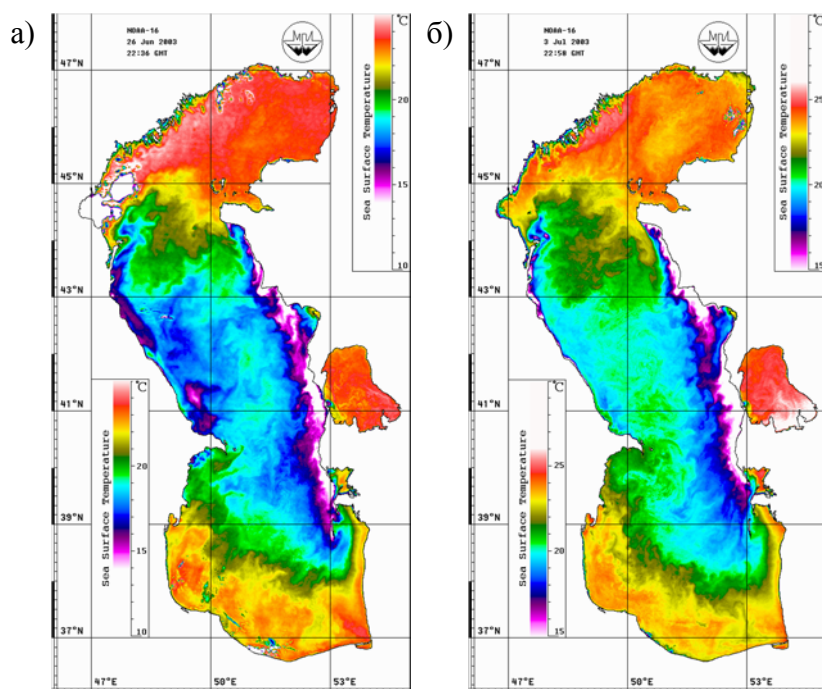 а)
NOAA-16
26 Jun 2003
22:36 GMT
МГИ
°C
20
15
10
Sea Surface Temperature
47°N
45°N
43°N
41°N
39°N
37°N
°C
20
15
10
Sea Surface Temperature
47°E
50°E
53°E
б)
NOAA-16
3 Jul 2003
22:58 GMT
МГИ
°C
25
20
15
Sea Surface Temperature
47°N
45°N
43°N
41°N
39°N
37°N
°C
25
20
15
Sea Surface Temperature
47°E
50°E
53°E